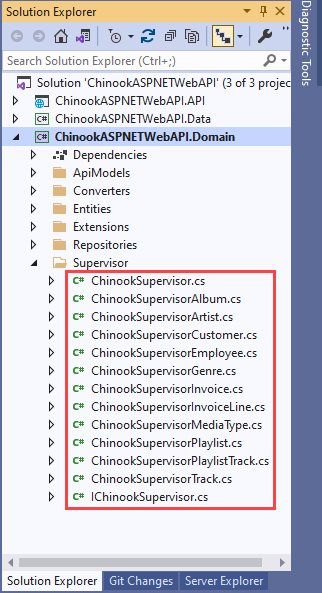 Solution Explorer
Search Solution Explorer (Ctrl+;)
Solution 'ChinookASPNETWebAPI' (3 of 3 projec
ChinookASPNETWebAPI.API
ChinookASPNETWebAPI.Data
C# ChinookASPNETWebAPI.Domain
Dependencies
ApiModels
Converters
Entities
Extensions
Repositories
Supervisor
C# ChinookSupervisor.cs
C# ChinookSupervisorAlbum.cs
C# ChinookSupervisorArtist.cs
C# ChinookSupervisorCustomer.cs
C# ChinookSupervisorEmployee.cs
C# ChinookSupervisorGenre.cs
C# ChinookSupervisorInvoice.cs
C# ChinookSupervisorInvoiceLine.cs
C# ChinookSupervisorMediaType.cs
C# ChinookSupervisorPlaylist.cs
C# ChinookSupervisorPlaylistTrack.cs
C# ChinookSupervisorTrack.cs
C# IChinookSupervisor.cs
Solution Explorer Git Changes Server Explorer
Diagnostic Tools